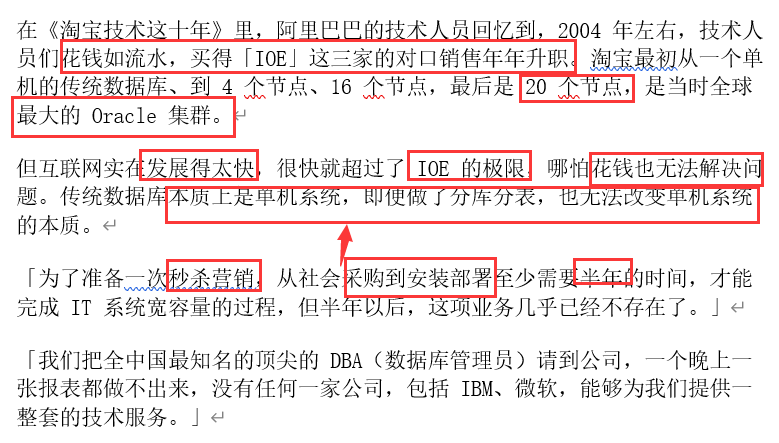 在《淘宝技术这十年》里，阿里巴巴的技术人员回忆到，2004 年左右，技术人
员们花钱如流水，买得「IOE」这三家的对口销售年年升职。淘宝最初从一个单
机的传统数据库、到 4 个节点、16 个节点，最后是 20 个节点，是当时全球
最大的 Oracle 集群。
但互联网实在发展得太快，很快就超过了 IOE 的极限，哪怕花钱也无法解决问
题。传统数据库本质上是单机系统，即便做了分库分表，也无法改变单机系统
的本质。
「为了准备一次秒杀营销，从社会采购到安装部署至少需要半年的时间，才能
完成 IT 系统宽容量的过程，但半年以后，这项业务几乎已经不存在了。」
「我们把全中国最知名的顶尖的 DBA（数据库管理员）请到公司，一个晚上一
张报表都做不出来，没有任何一家公司，包括 IBM、微软，能够为我们提供一
整套的技术服务。」